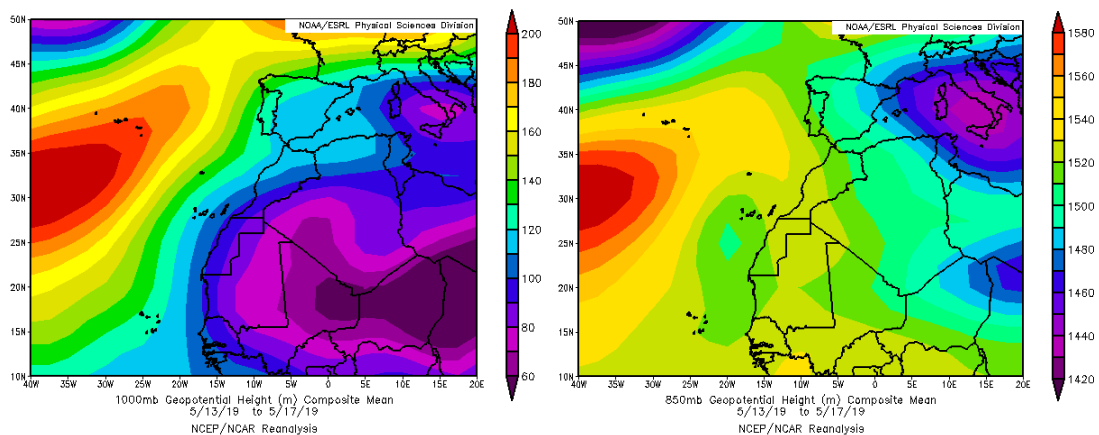 NOAA/ESRL Physical Sciences Division
50N
45N
40N
35N
30N
25N
20N
15N
10N
40W 35W 30W 25W 20W 15W 10W 5W 0 5E 10E 15E 20E
200
180
160
140
120
100
80
60
1000mb Geopotential Height (m) Composite Mean
5/13/19 to 5/17/19
NCEP/NCAR Reanalysis
NOAA/ESRL Physical Sciences Division
50N
45N
40N
35N
30N
25N
20N
15N
10N
40W 35W 30W 25W 20W 15W 10W 5W 0 5E 10E 15E 20E
1580
1560
1540
1520
1500
1480
1460
1440
1420
850mb Geopotential Height (m) Composite Mean
5/13/19 to 5/17/19
NCEP/NCAR Reanalysis